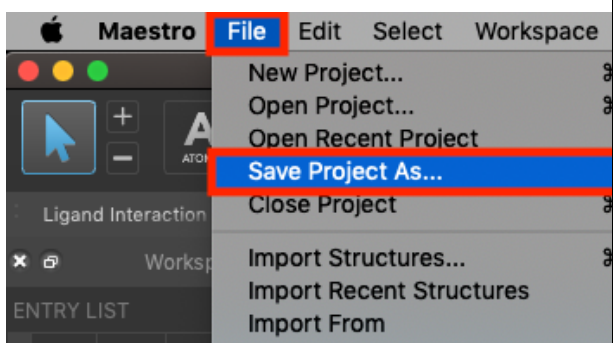 Maestro File Edit Select Workspace
New Project...
Open Project...
Open Recent Project
Save Project As...
Close Project
Ligand Interaction
Import Structures...
Import Recent Structures
ENTRY LIST
Import From